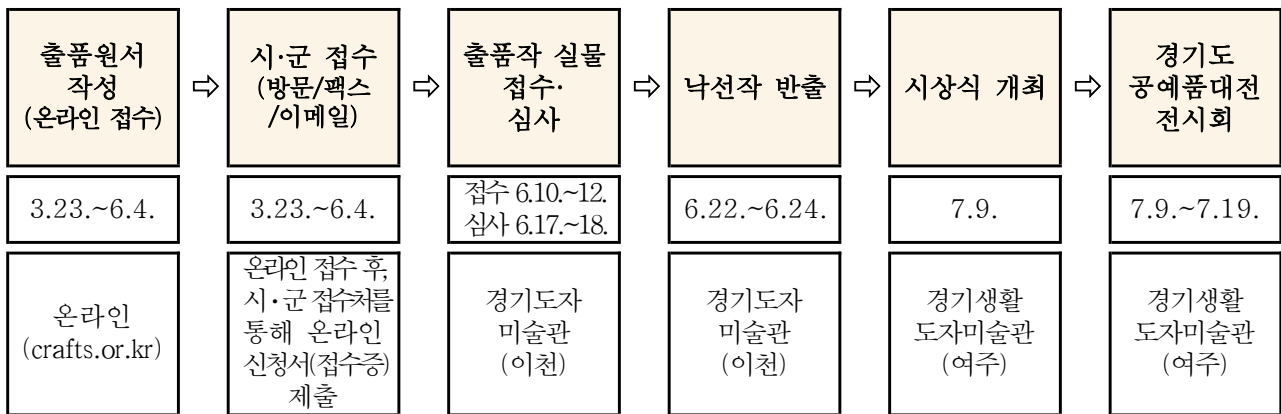 출품원서
작성
(온라인 접수)
⇨
시·군 접수
(방문/팩스
/이메일)
⇨
출품작 실물
접수·
심사
⇨
낙선작 반출
⇨
시상식 개최
⇨
경기도
공예품대전
전시회
3.23.~6.4.
3.23.~6.4.
접수 6.10.~12.
심사 6.17.~18.
6.22.~6.24.
7.9.
7.9.~7.19.
온라인
(crafts.or.kr)
온라인 접수 후,
시·군 접수처를
통해 온라인
신청서(접수증)
제출
경기도자
미술관
(이천)
경기도자
미술관
(이천)
경기생활
도자미술관
(여주)
경기생활
도자미술관
(여주)